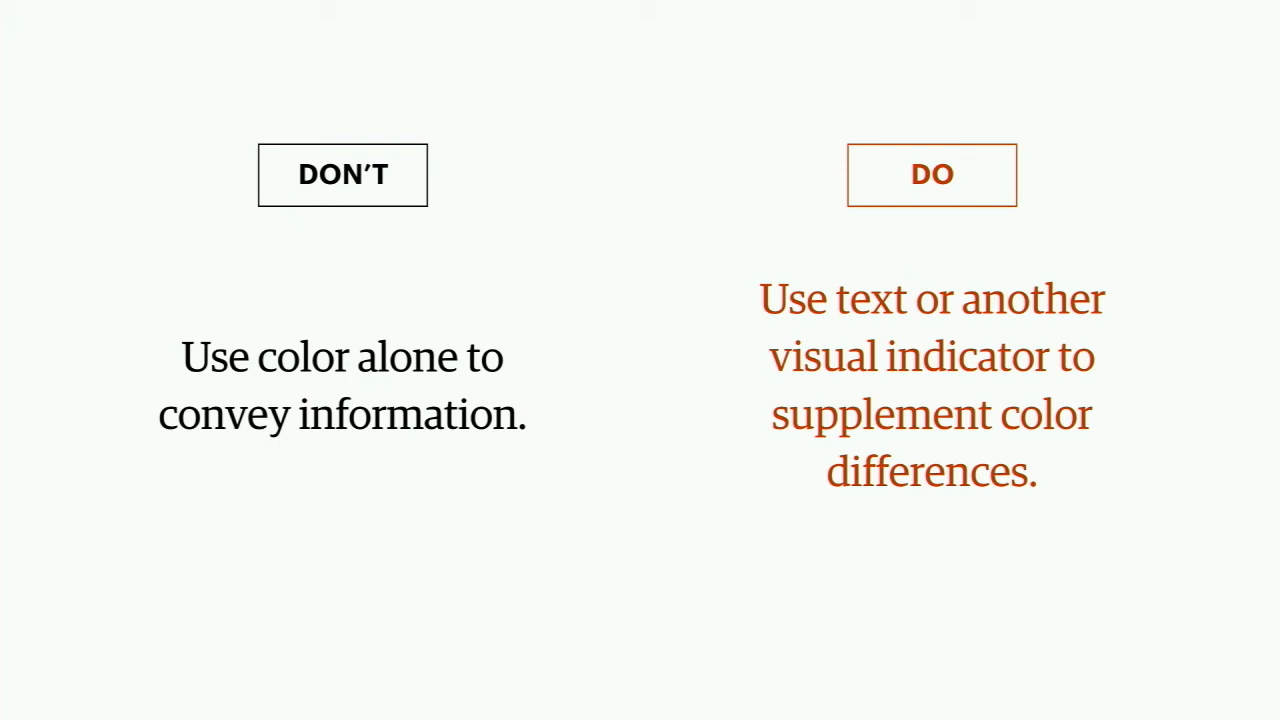 DON’T
Use color alone to
convey information.
DO
Use text or another
visual indicator to
supplement color
differences.